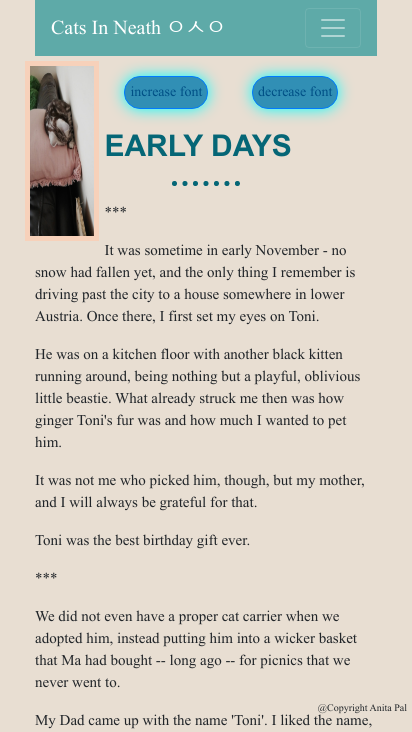 Cats In Neath ㅇㅅㅇ
increase font decrease font
EARLY DAYS
•••••••
***
It was sometime in early November - no
snow had fallen yet, and the only thing I remember is
driving past the city to a house somewhere in lower
Austria. Once there, I first set my eyes on Toni.
He was on a kitchen floor with another black kitten
running around, being nothing but a playful, oblivious
little beastie. What already struck me then was how
ginger Toni's fur was and how much I wanted to pet
him.
It was not me who picked him, though, but my mother,
and I will always be grateful for that.
Toni was the best birthday gift ever.
***
We did not even have a proper cat carrier when we
adopted him, instead putting him into a wicker basket
that Ma had bought -- long ago -- for picnics that we
never went to.
@Copyright Anita Pal
My Dad came up with the name 'Toni'. I liked the name,